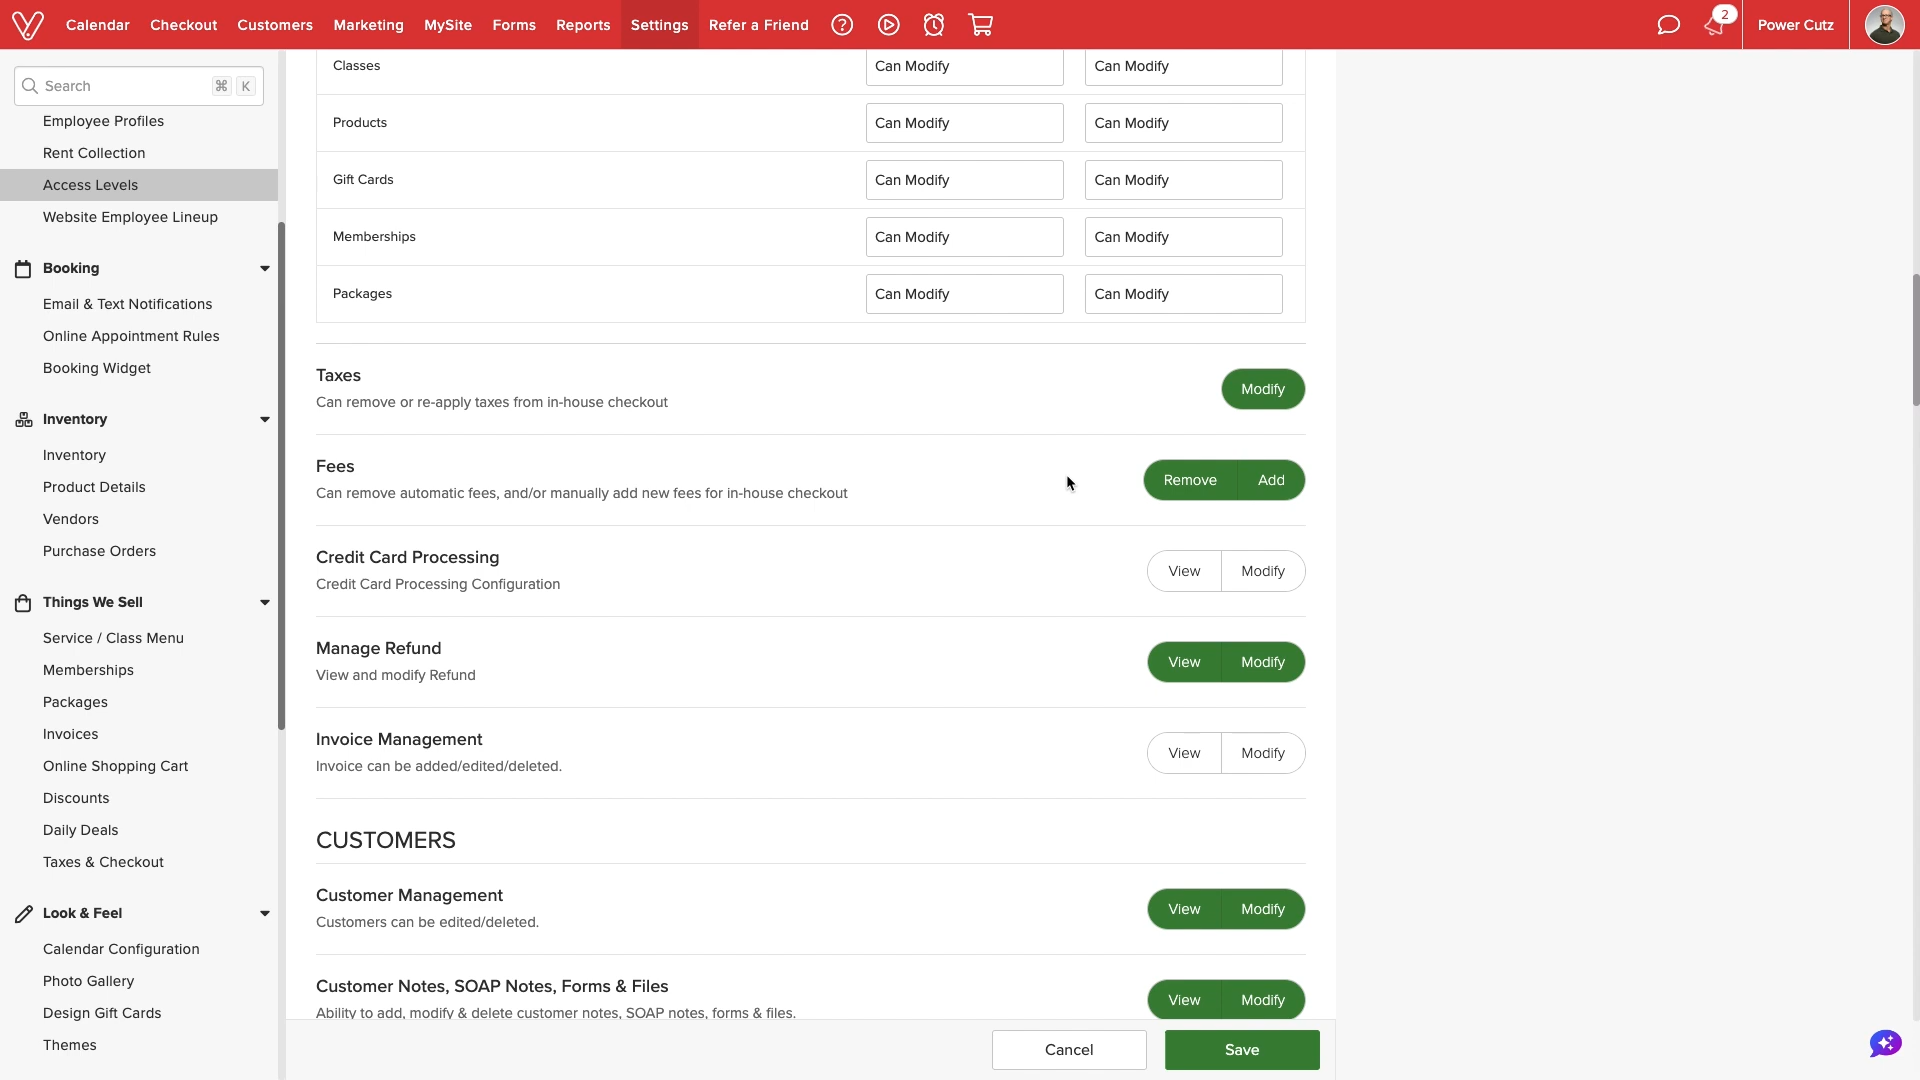 Calendar Checkout Customers Marketing MySite Forms Reports Settings Refer a Friend 2 Power Cutz
Search ⌘ K
Employee Profiles
Rent Collection
Access Levels
Website Employee Lineup
Booking
Email & Text Notifications
Online Appointment Rules
Booking Widget
Inventory
Inventory
Product Details
Vendors
Purchase Orders
Things We Sell
Service / Class Menu
Memberships
Packages
Invoices
Online Shopping Cart
Discounts
Daily Deals
Taxes & Checkout
Look & Feel
Calendar Configuration
Photo Gallery
Design Gift Cards
Themes
Classes Can Modify Can Modify
Products Can Modify Can Modify
Gift Cards Can Modify Can Modify
Memberships Can Modify Can Modify
Packages Can Modify Can Modify
Taxes
Can remove or re-apply taxes from in-house checkout
Modify
Fees
Can remove automatic fees, and/or manually add new fees for in-house checkout
Remove Add
Credit Card Processing
Credit Card Processing Configuration
View Modify
Manage Refund
View and modify Refund
View Modify
Invoice Management
Invoice can be added/edited/deleted.
View Modify
CUSTOMERS
Customer Management
Customers can be edited/deleted.
View Modify
Customer Notes, SOAP Notes, Forms & Files
Ability to add, modify & delete customer notes, SOAP notes, forms & files.
View Modify
Cancel Save